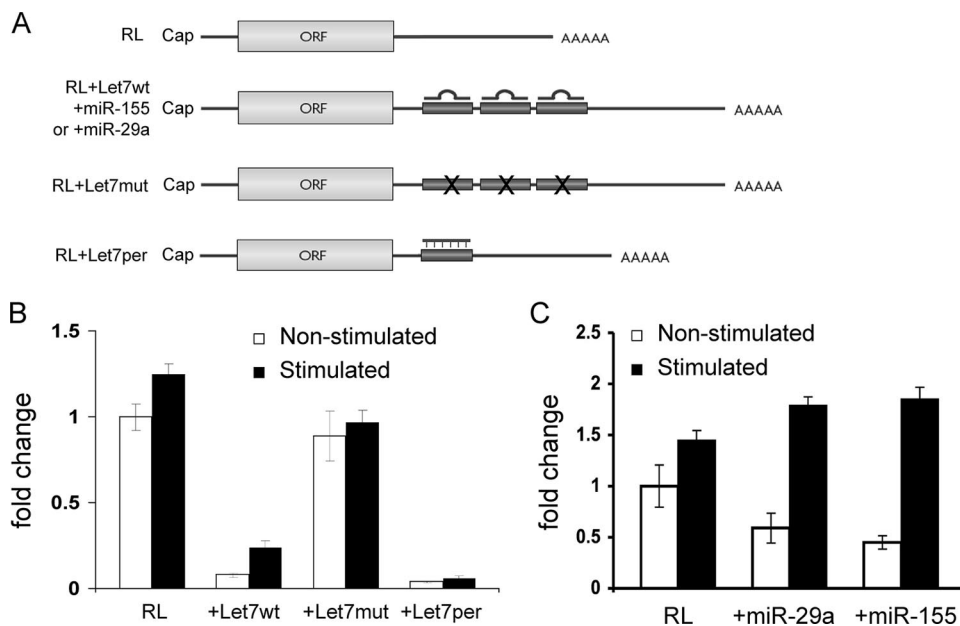 A
RL Cap ORF AAAAA
RL+Let7wt
+miR-155
or +miR-29a
Cap ORF AAAAA
RL+Let7mut Cap ORF X X X AAAAA
RL+Let7per Cap ORF AAAAA
B
Non-stimulated
Stimulated
fold change
1.5
1
0.5
0
RL +Let7wt +Let7mut +Let7per
C
Non-stimulated
Stimulated
fold change
2.5
2
1.5
1
0.5
0
RL +miR-29a +miR-155